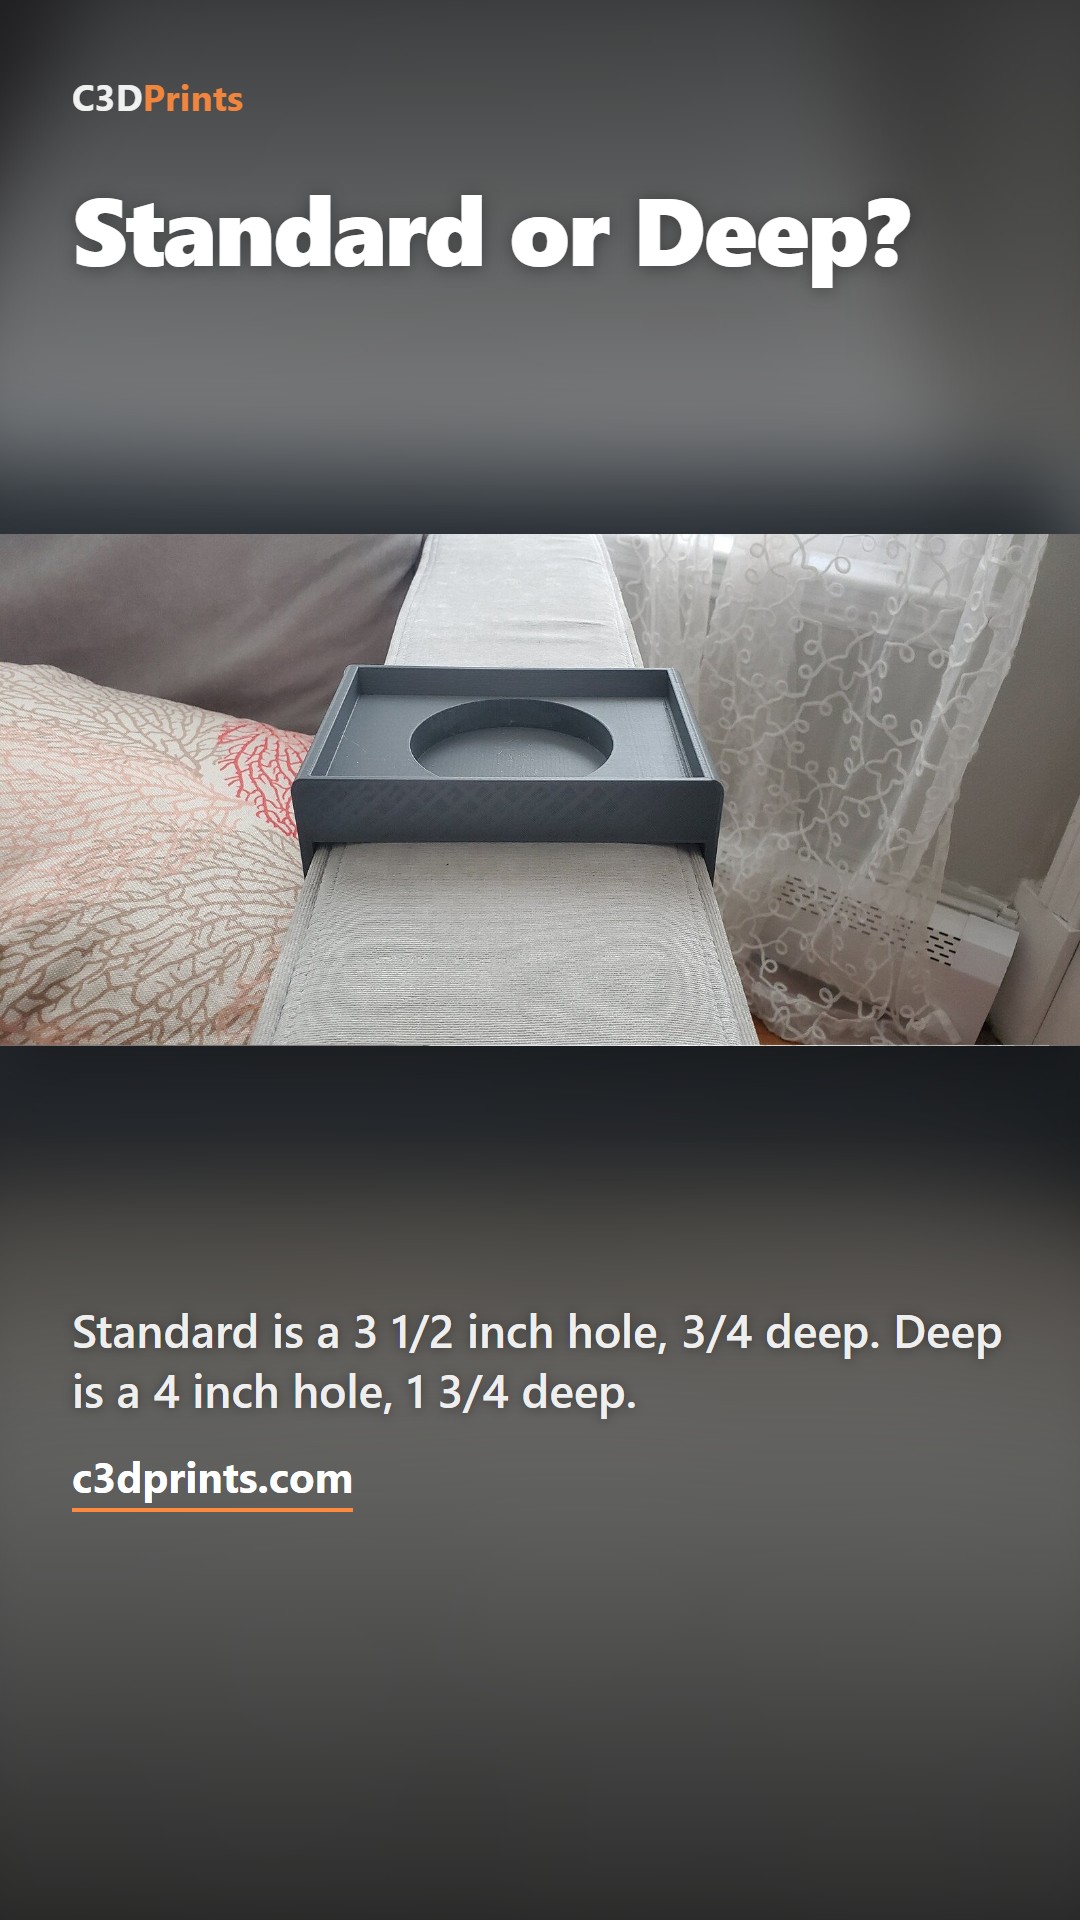 C3DPrints
Standard or Deep?
Standard is a 3 1/2 inch hole, 3/4 deep. Deep
is a 4 inch hole, 1 3/4 deep.
c3dprints.com